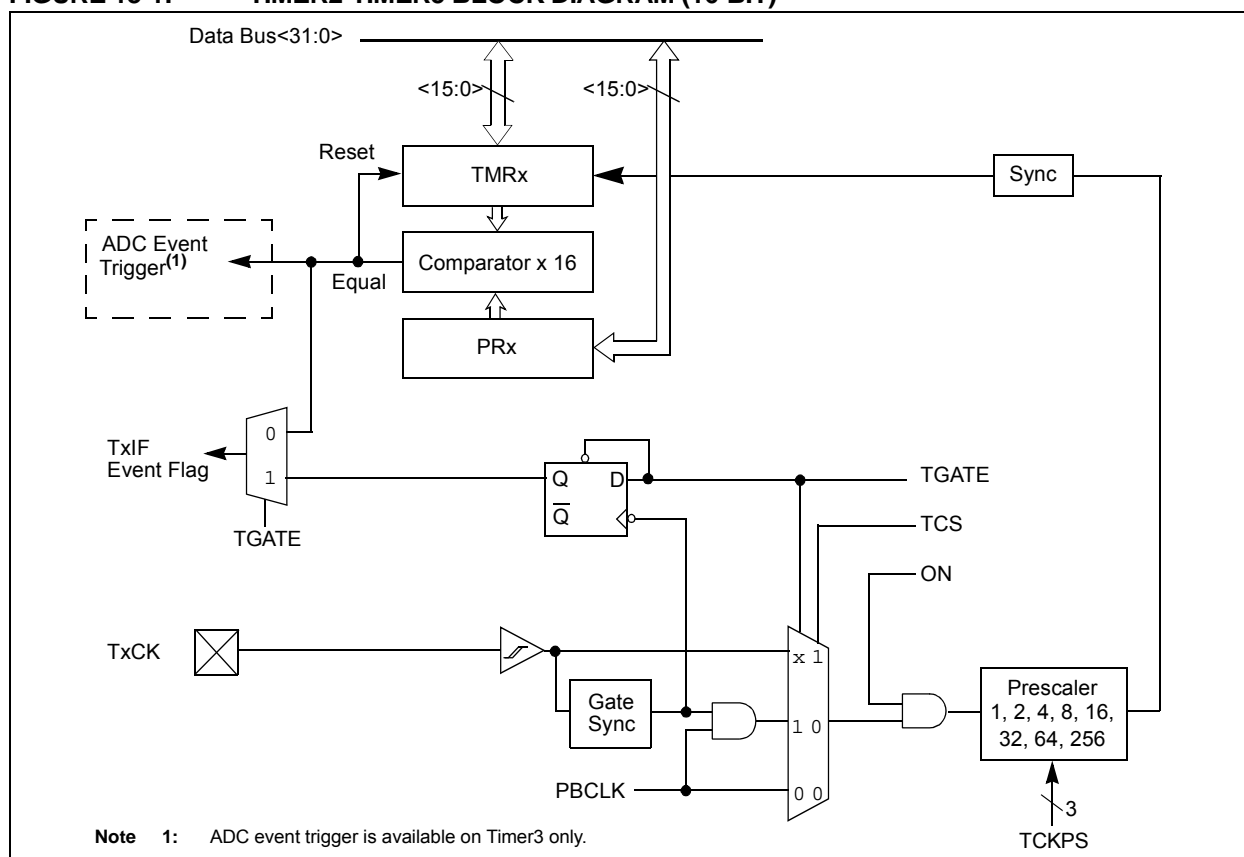 Data Bus<31:0>
<15:0>
<15:0>
Reset
TMRx
Sync
ADC Event
Trigger(1)
Equal
Comparator x 16
PRx
0
TxIF
Event Flag
1
TGATE
Q
D
Q
TGATE
TCS
ON
TxCK
x 1
Gate
Sync
1 0
Prescaler
1, 2, 4, 8, 16,
32, 64, 256
PBCLK
0 0
3
TCKPS
Note 1: ADC event trigger is available on Timer3 only.